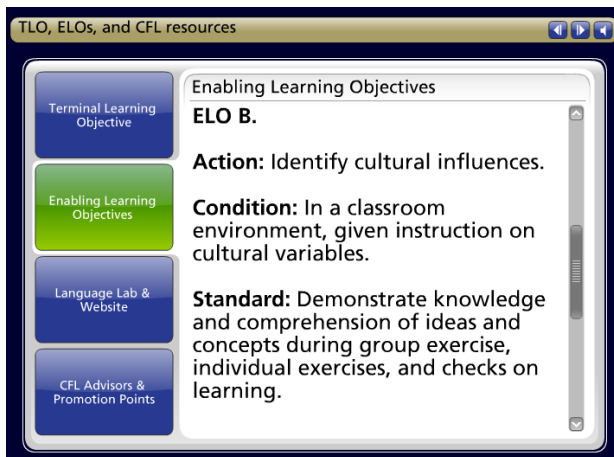 TLO, ELOs, and CFL resources
Terminal Learning
Objective
Enabling Learning
Objectives
Language Lab &
Website
CFL Advisors &
Promotion Points
Enabling Learning Objectives
ELO B.
Action: Identify cultural influences.
Condition: In a classroom
environment, given instruction on
cultural variables.
Standard: Demonstrate knowledge
and comprehension of ideas and
concepts during group exercise,
individual exercises, and checks on
learning.